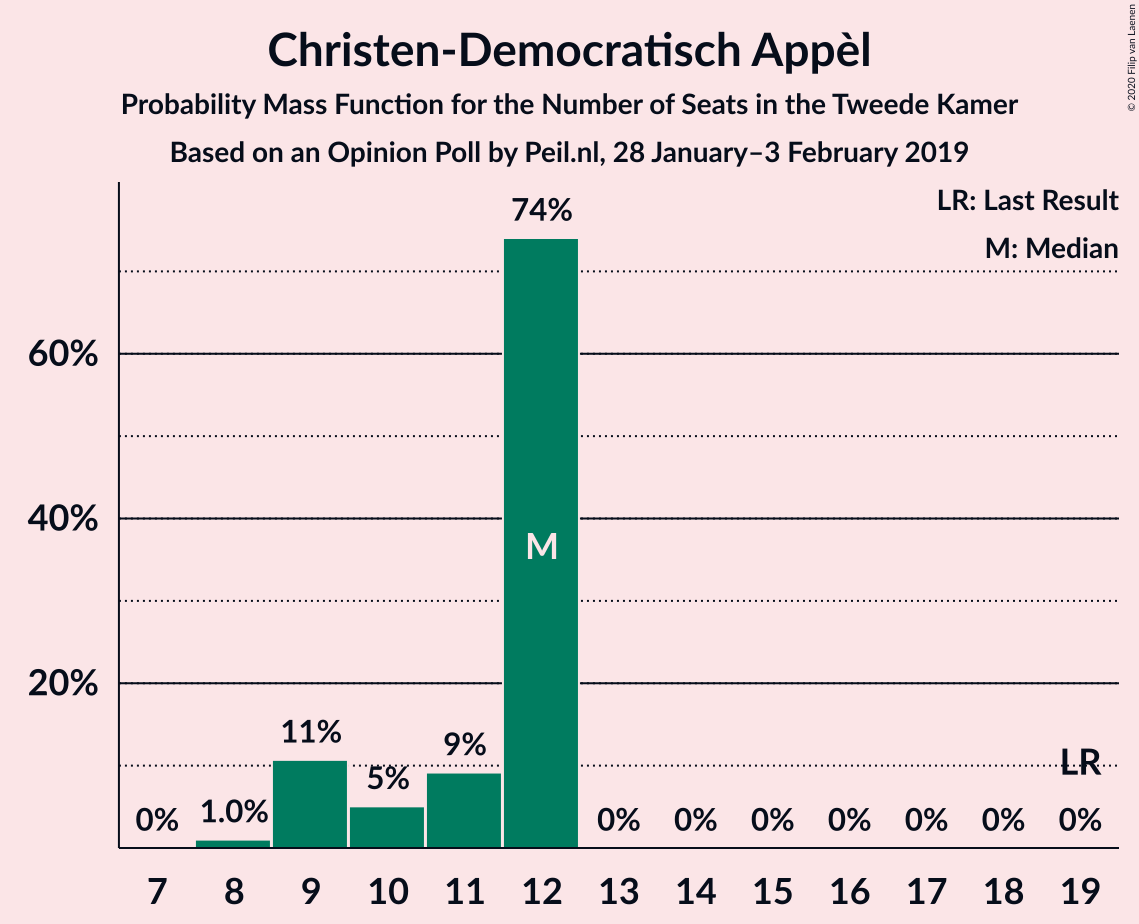 Christen-Democratisch Appèl
Probability Mass Function for the Number of Seats in the Tweede Kamer
Based on an Opinion Poll by Peil.nl, 28 January–3 February 2019
© 2020 Filip van Laenen
LR: Last Result
M: Median
60%
40%
20%
0%
1.0%
11%
5%
9%
74%
M
0%
0%
0%
0%
0%
0%
0%
LR
7 8 9 10 11 12 13 14 15 16 17 18 19